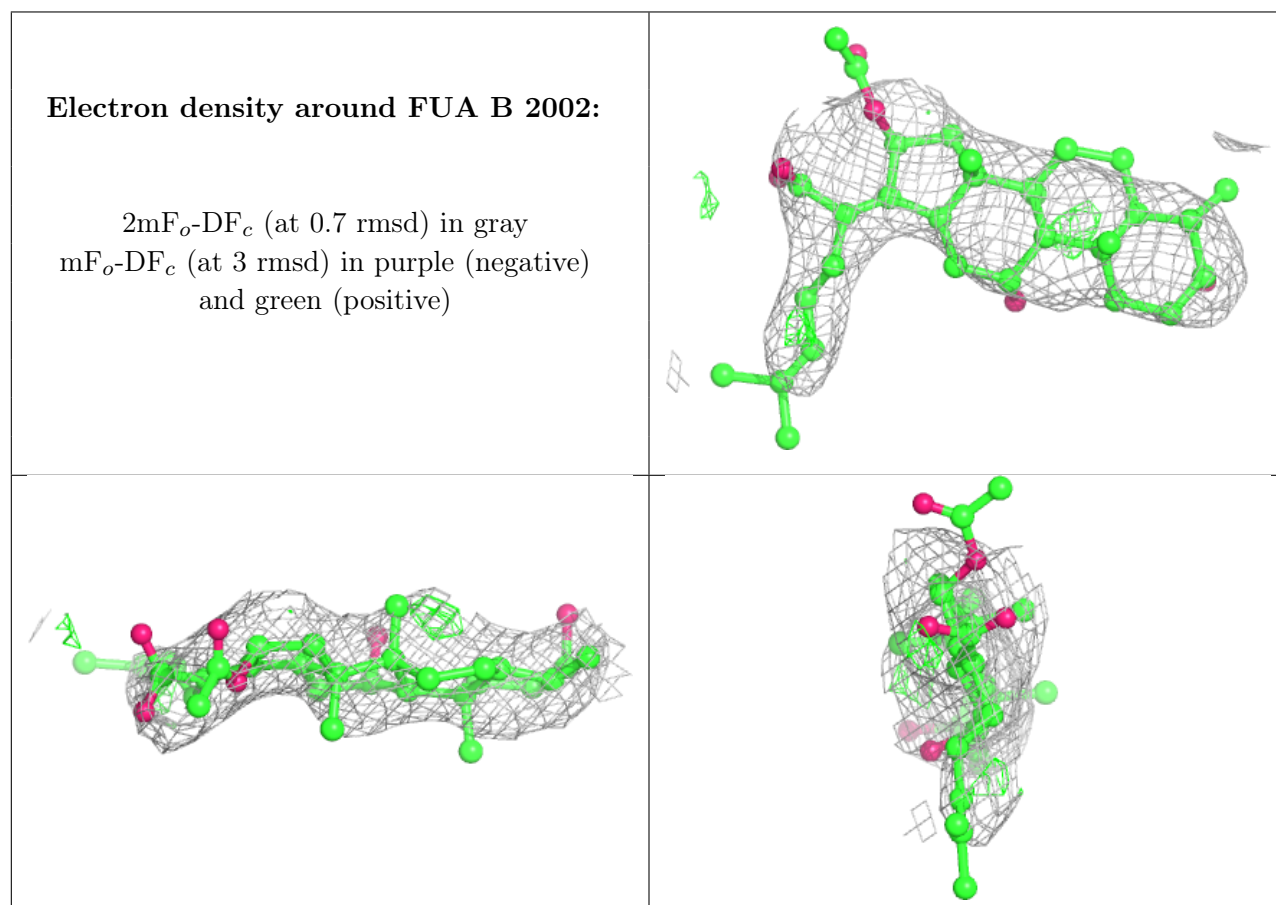 Electron density around FUA B 2002:
2mFo-DFc (at 0.7 rmsd) in gray
mFo-DFc (at 3 rmsd) in purple (negative)
and green (positive)